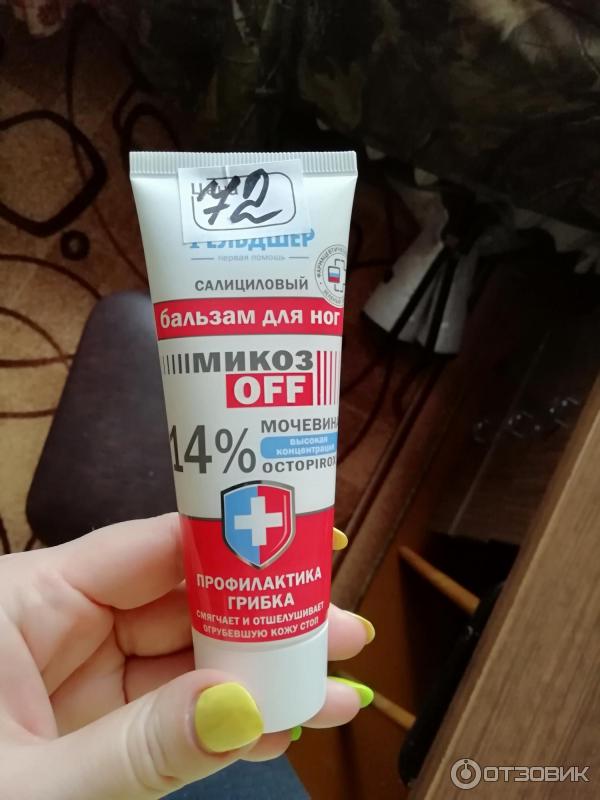 Цена
72
ФЕЛЬДШЕР
первая помощь
САЛИЦИЛОВЫЙ
бальзам для ног
МИКОЗ
OFF
14%
МОЧЕВИНА
высокая
концентрация
OCTOPIROX
ПРОФИЛАКТИКА
ГРИБКА
СМЯГЧАЕТ И ОТШЕЛУШИВАЕТ
ОГРУБЕВШУЮ КОЖУ СТОП
ОТЗОВИК